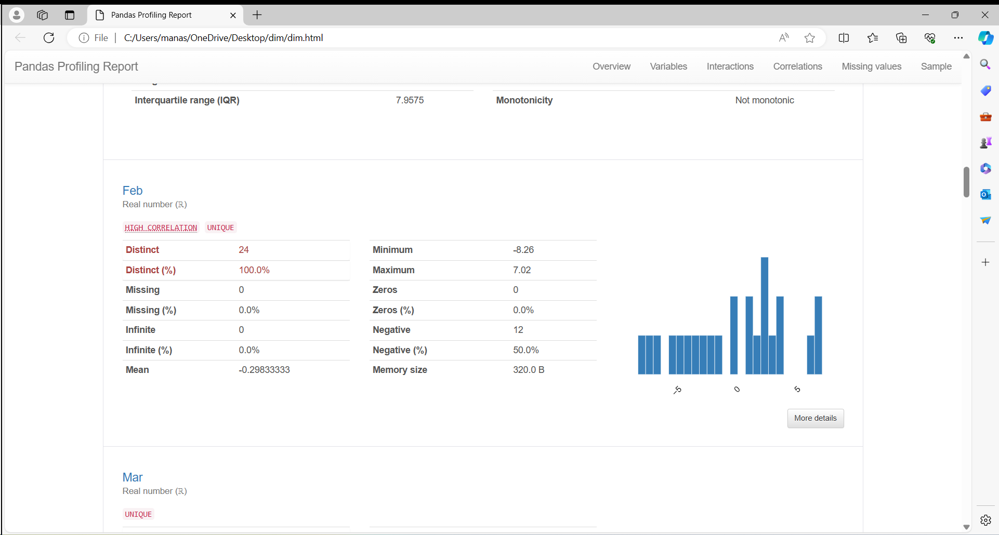 Pandas Profiling Report
File C:/Users/manas/OneDrive/Desktop/dim/dim.html
Pandas Profiling Report Overview Variables Interactions Correlations Missing values Sample
Interquartile range (IQR) 7.9575 Monotonicity Not monotonic
Feb
Real number (ℝ)
HIGH CORRELATION UNIQUE
Distinct 24 Minimum -8.26
Distinct (%) 100.0% Maximum 7.02
Missing 0 Zeros 0
Missing (%) 0.0% Zeros (%) 0.0%
Infinite 0 Negative 12
Infinite (%) 0.0% Negative (%) 50.0%
Mean -0.29833333 Memory size 320.0 B
-5 0 5
More details
Mar
Real number (ℝ)
UNIQUE